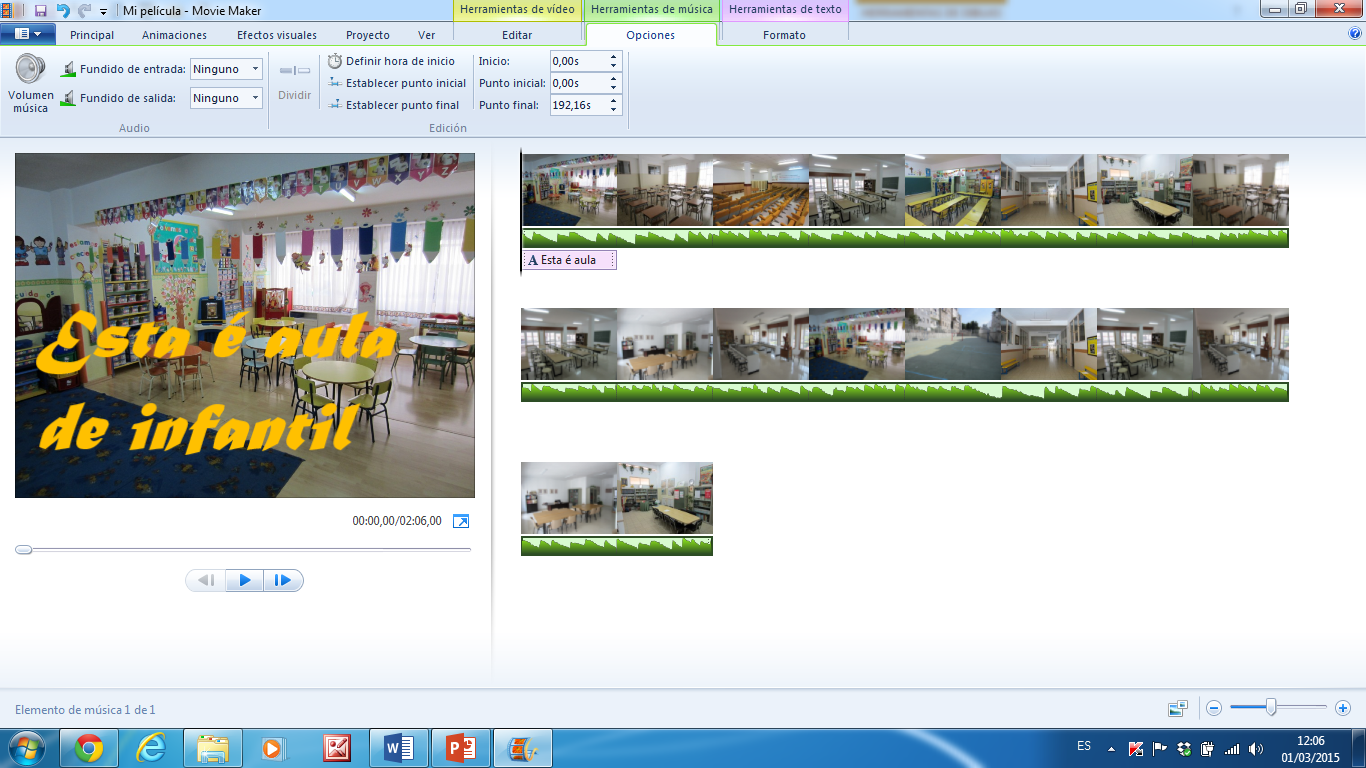 Mi película - Movie Maker
Herramientas de vídeo
Herramientas de música
Herramientas de texto
Principal
Animaciones
Efectos visuales
Proyecto
Ver
Editar
Opciones
Formato
Volumen música
Fundido de entrada: Ninguno
Fundido de salida: Ninguno
Audio
Dividir
Definir hora de inicio
Establecer punto inicial
Establecer punto final
Inicio: 0,00s
Punto inicial: 0,00s
Punto final: 192,16s
Edición
V W X Y Z
Esta é aula
de infantil
00:00,00/02:06,00
A Esta é aula
Elemento de música 1 de 1
ES
12:06
01/03/2015